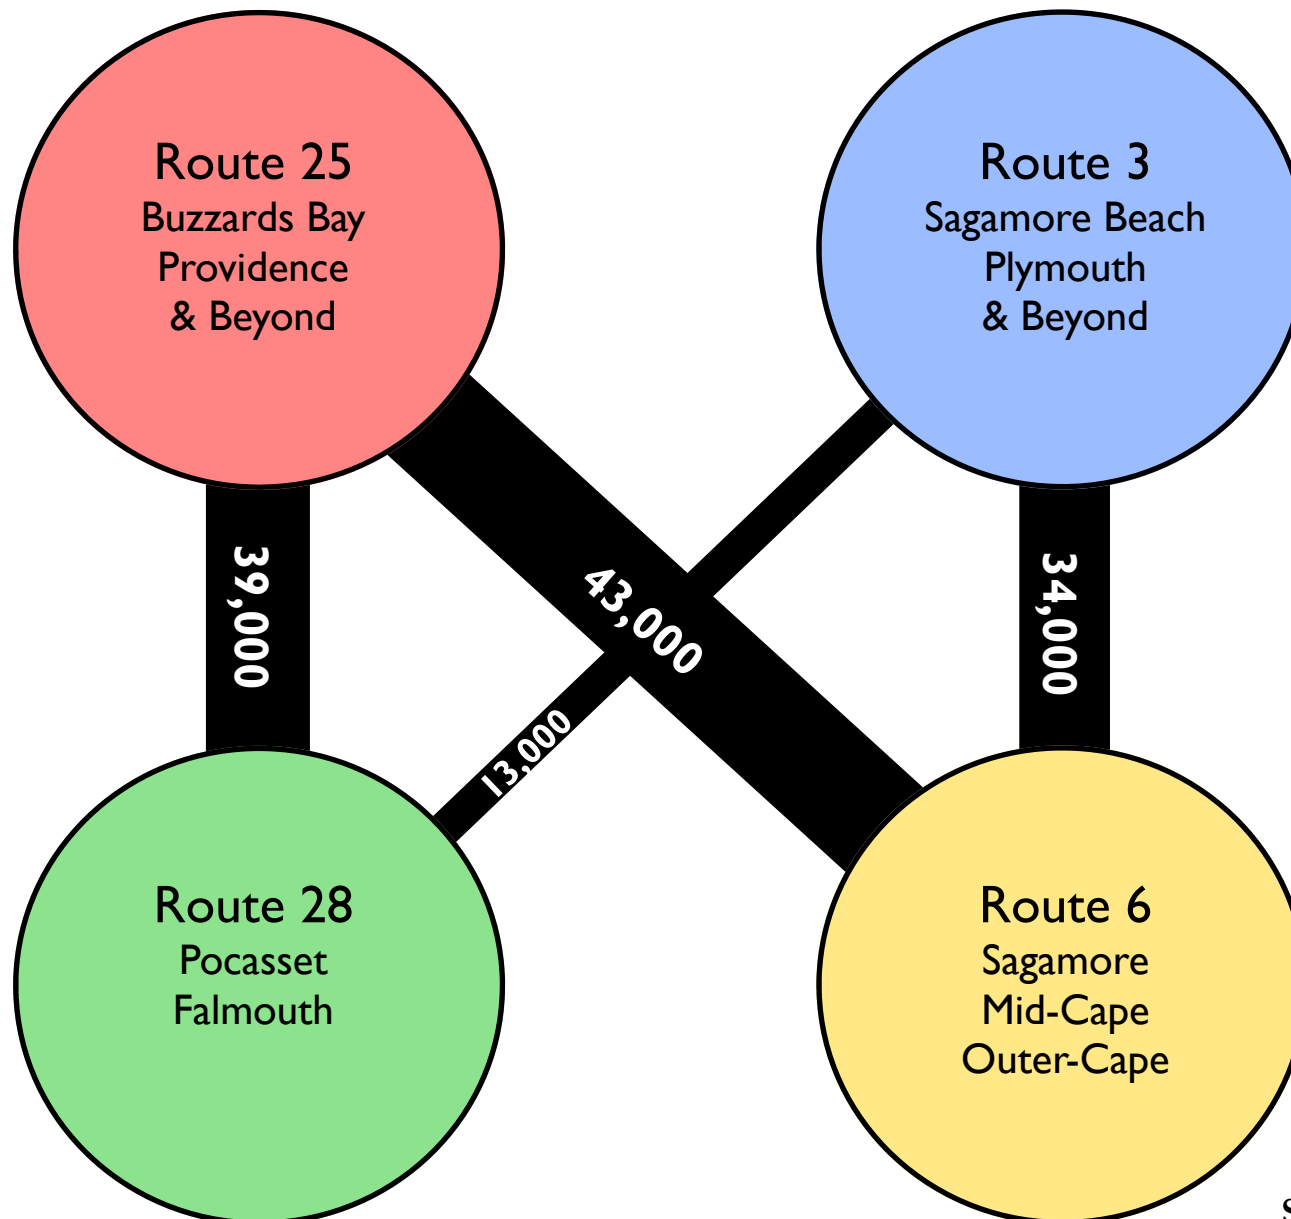 Route 25
Buzzards Bay
Providence
& Beyond
Route 3
Sagamore Beach
Plymouth
& Beyond
39,000
43,000
34,000
13,000
Route 28
Pocasset
Falmouth
Route 6
Sagamore
Mid-Cape
Outer-Cape